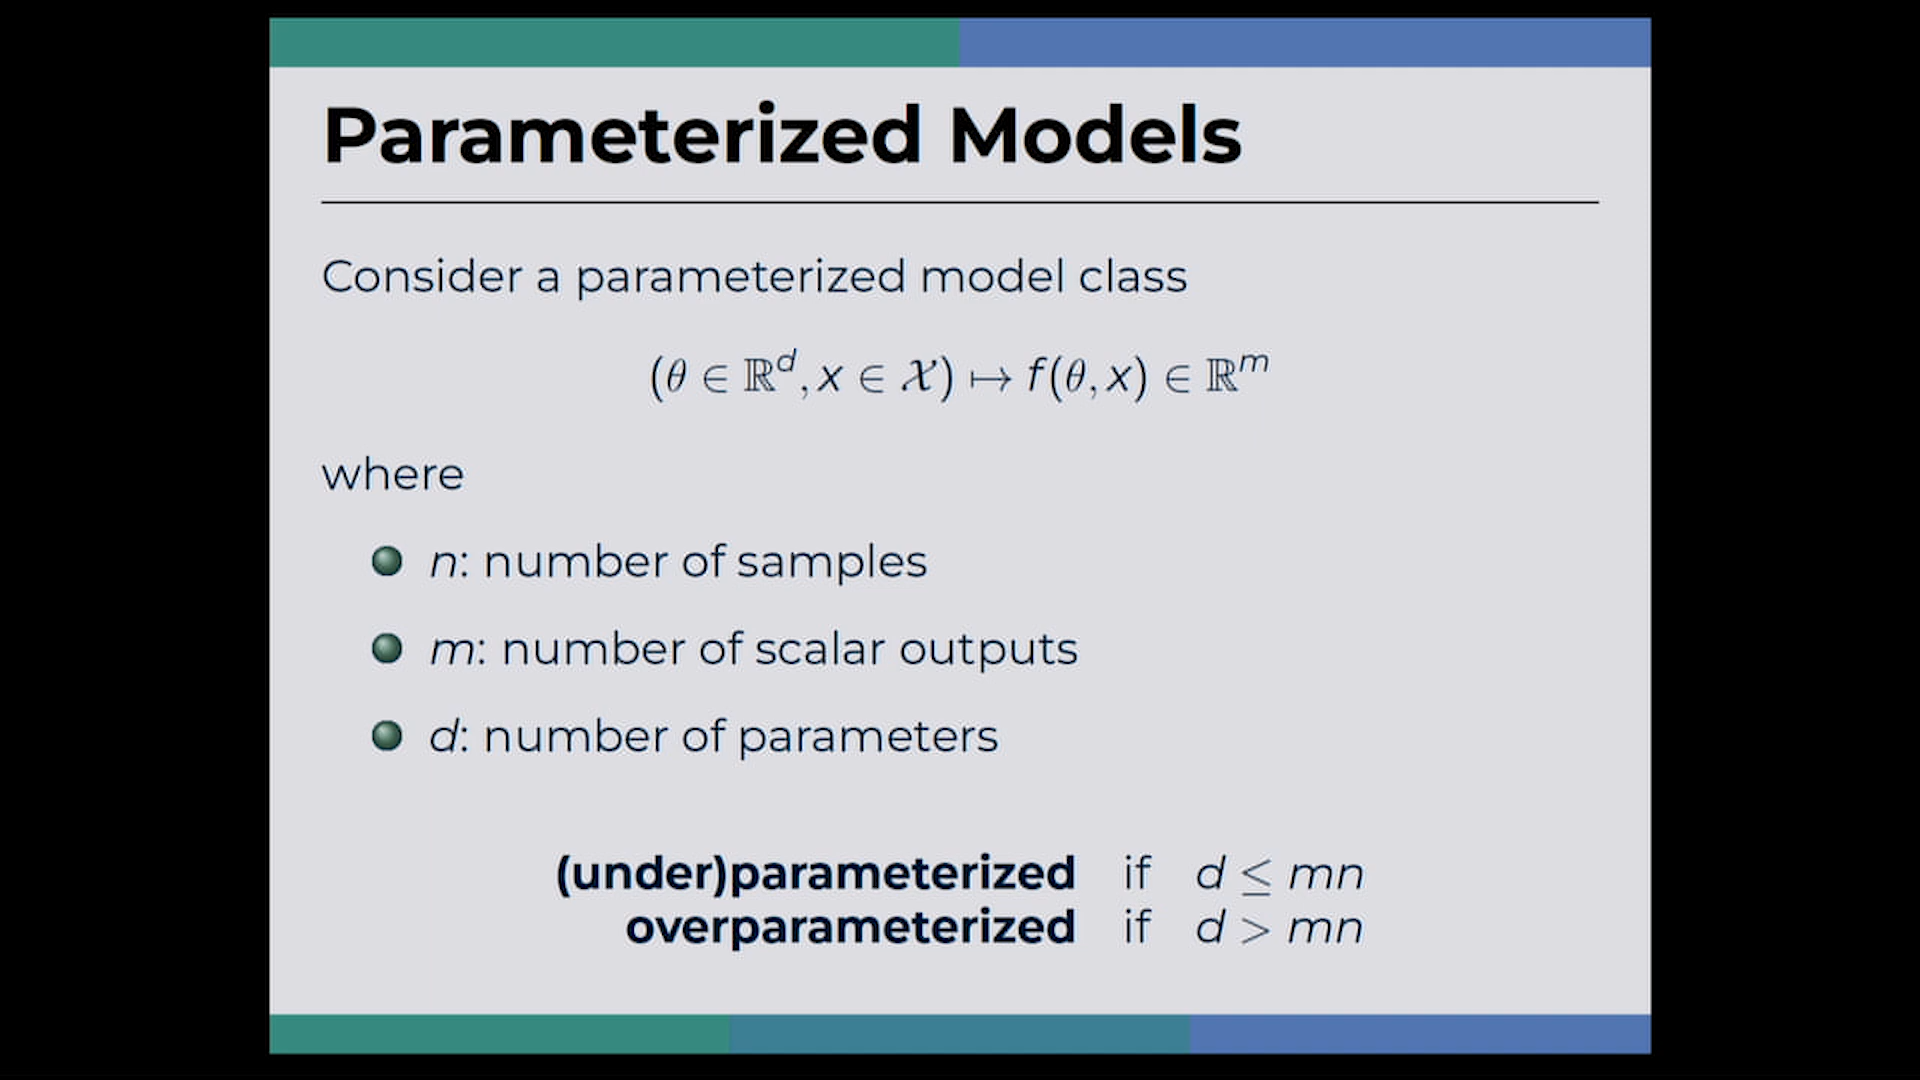 Parameterized Models
Consider a parameterized model class
(θ ∈ ℝ^d, x ∈ 𝒳) ↦ f(θ, x) ∈ ℝ^m
where
n: number of samples
m: number of scalar outputs
d: number of parameters
(under)parameterized if d ≤ mn
overparameterized if d > mn